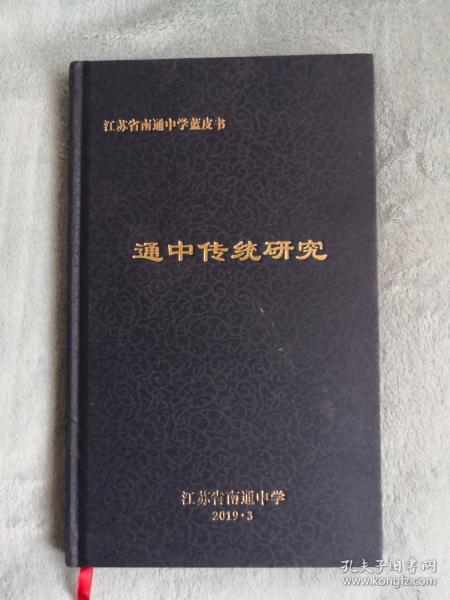 江苏省南通中学蓝皮书
通中传统研究
江苏省南通中学
2019·3
孔夫子旧书网
www.kongfz.com